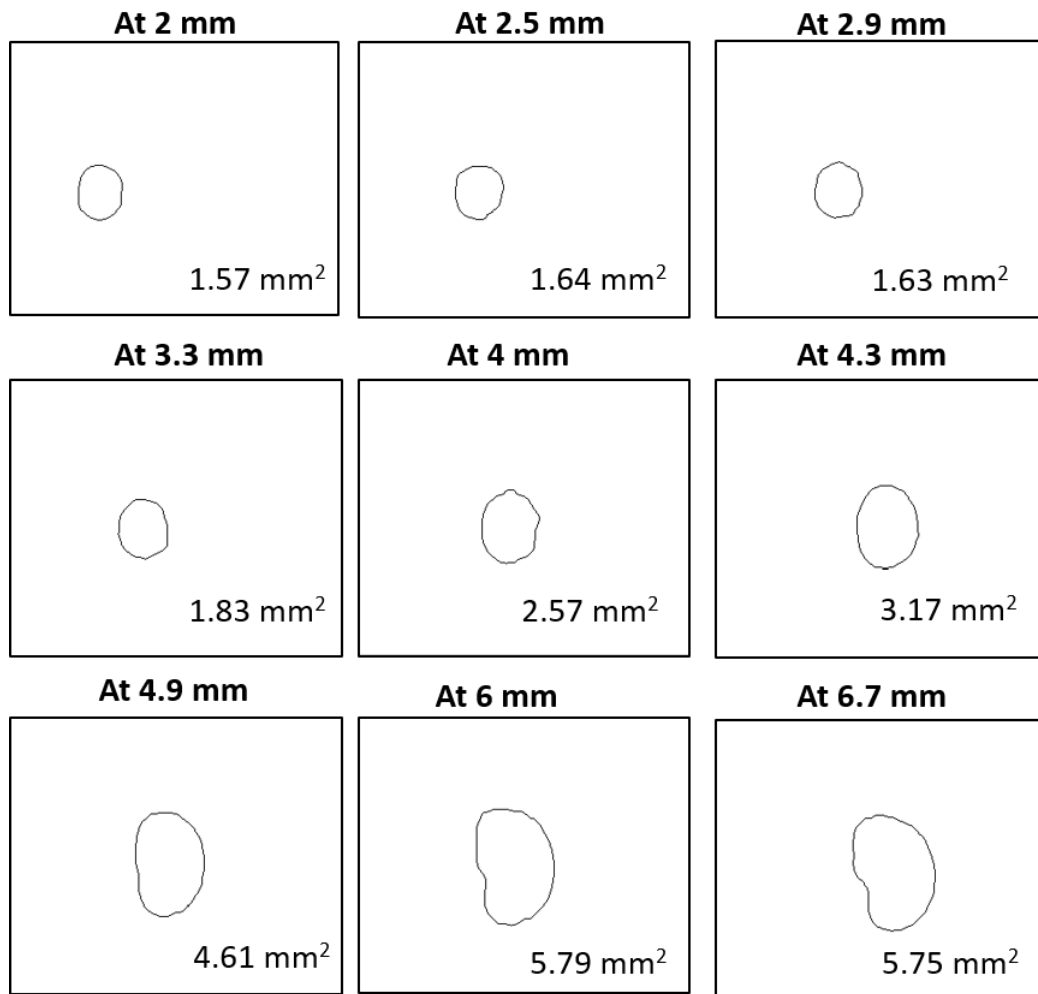 At 2 mm
At 2.5 mm
At 2.9 mm
1.57 mm²
1.64 mm²
1.63 mm²
At 3.3 mm
At 4 mm
At 4.3 mm
1.83 mm²
2.57 mm²
3.17 mm²
At 4.9 mm
At 6 mm
At 6.7 mm
4.61 mm²
5.79 mm²
5.75 mm²